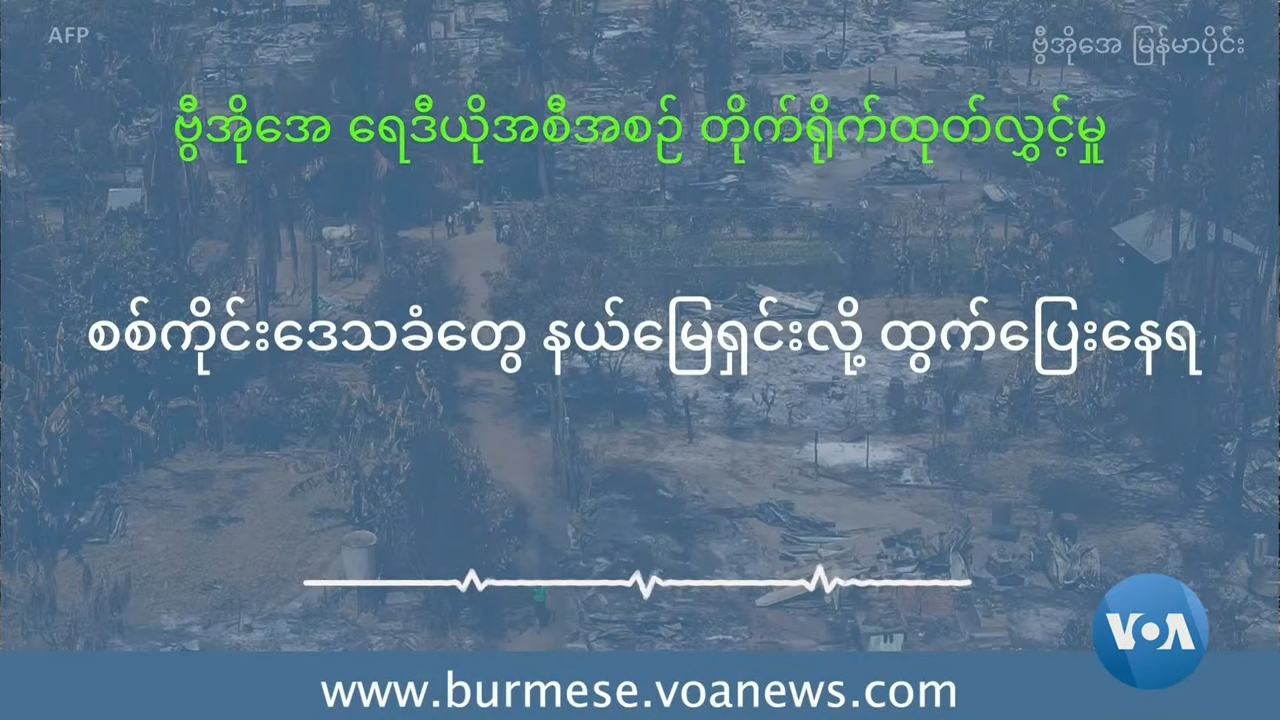 AFP
ဗွီအိုအေ မြန်မာပိုင်း
ဗွီအိုအေ ရေဒီယိုအစီအစဉ် တိုက်ရိုက်ထုတ်လွှင့်မှု
စစ်ကိုင်းဒေသခံတွေ နယ်မြေရှင်းလို့ ထွက်ပြေးနေရ
VOA
www.burmese.voanews.com